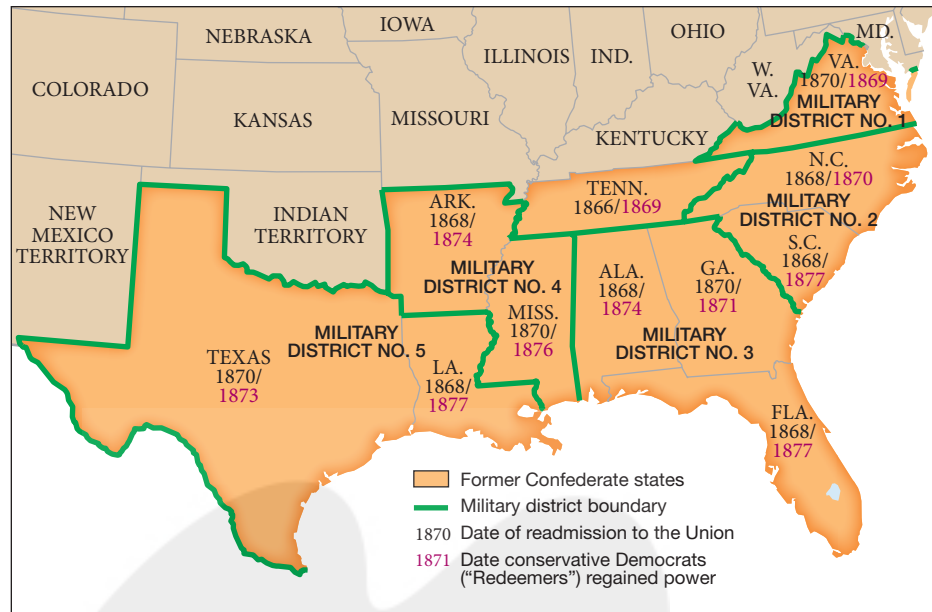 IOWA
NEBRASKA
OHIO
MD.
ILLINOIS
IND.
COLORADO
W.
VA.
VA.
1870/1869
MILITARY
DISTRICT NO. 1
KANSAS
MISSOURI
KENTUCKY
N.C.
1868/1870
MILITARY
DISTRICT NO. 2
TENN.
1866/1869
ARK.
1868/
1874
NEW
MEXICO
TERRITORY
INDIAN
TERRITORY
S.C.
1868/
1877
MILITARY
DISTRICT NO. 4
ALA.
1868/
1874
GA.
1870/
1871
MISS.
1870/
1876
MILITARY
DISTRICT NO. 5
MILITARY
DISTRICT NO. 3
TEXAS
1870/
1873
LA.
1868/
1877
FLA.
1868/
1877
Former Confederate states
Military district boundary
1870 Date of readmission to the Union
1871 Date conservative Democrats
("Redeemers") regained power